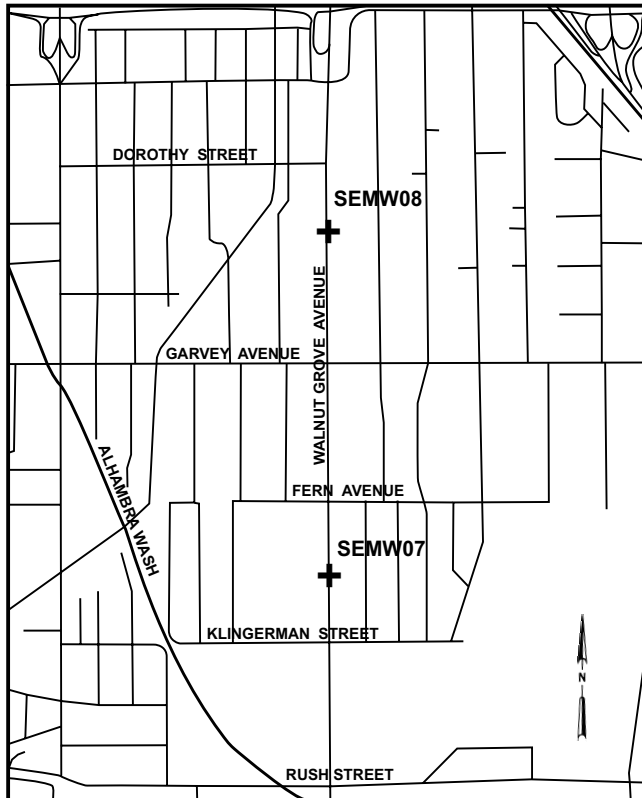 DOROTHY STREET
SEMW08
WALNUT GROVE AVENUE
GARVEY AVENUE
ALHAMBRA WASH
FERN AVENUE
SEMW07
KLINGERMAN STREET
N
RUSH STREET